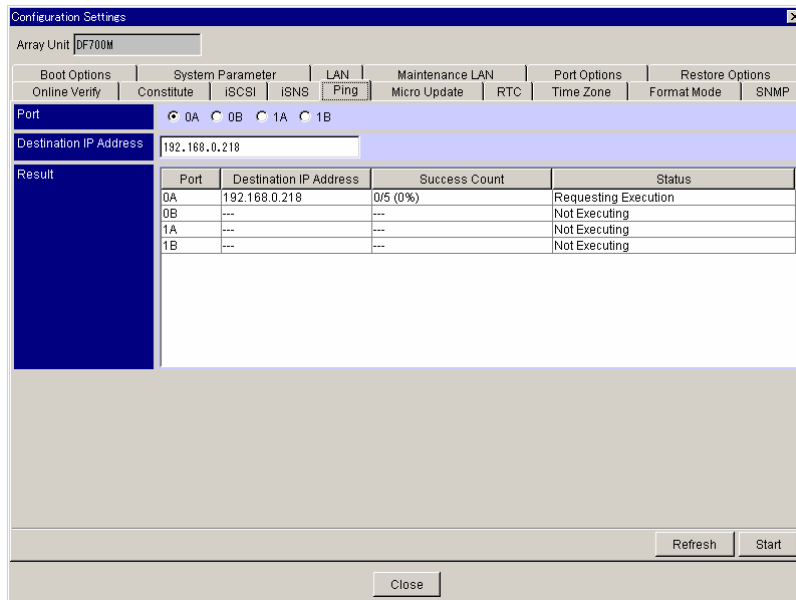 Configuration Settings
Array Unit DF700M
Boot Options System Parameter LAN Maintenance LAN Port Options Restore Options
Online Verify Constitute iSCSI iSNS Ping Micro Update RTC Time Zone Format Mode SNMP
Port 0A 0B 1A 1B
Destination IP Address 192.168.0.218
Result
Port Destination IP Address Success Count Status
0A 192.168.0.218 0/5 (0%) Requesting Execution
0B --- --- Not Executing
1A --- --- Not Executing
1B --- --- Not Executing
Refresh Start
Close